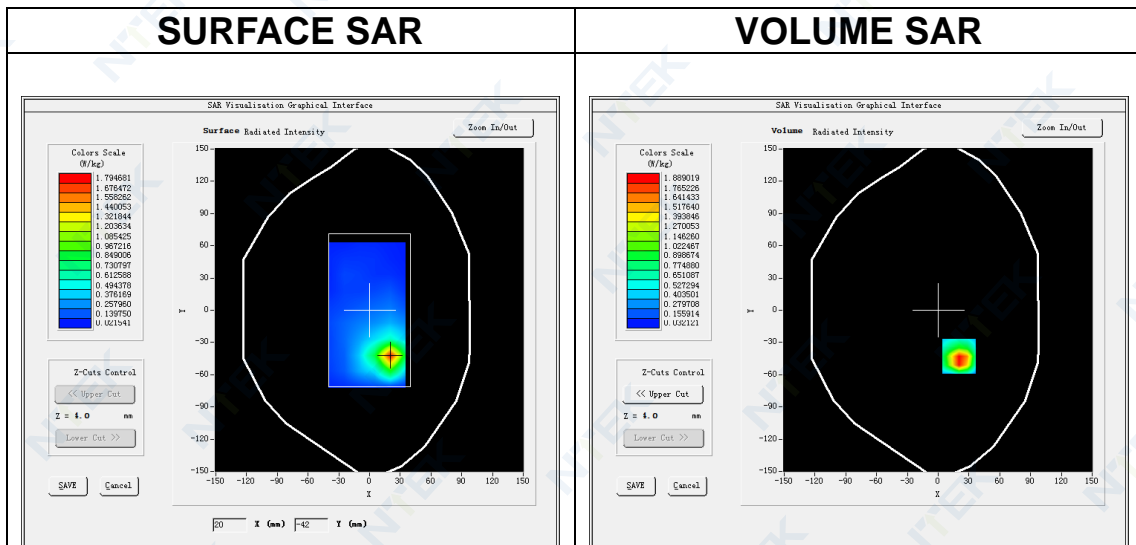 SURFACE SAR
VOLUME SAR
SAR Visualisation Graphical Interface
Surface Radiated Intensity
Zoom In/Out
Colors Scale
(W/kg)
1.794681
1.676472
1.558262
1.440053
1.321844
1.203634
1.085425
0.967216
0.849006
0.730797
0.612588
0.494378
0.376169
0.257960
0.139750
0.021541
150
120
90
60
30
0
-30
-60
-90
-120
-150
Y
-150 -120 -90 -60 -30 0 30 60 90 120 150
X
Z-Cuts Control
<< Upper Cut
Z = 4.0 mm
Lower Cut >>
SAVE Cancel
20 X (mm) -42 Y (mm)
SAR Visualisation Graphical Interface
Volume Radiated Intensity
Zoom In/Out
Colors Scale
(W/kg)
1.889019
1.765226
1.641433
1.517640
1.393846
1.270053
1.146260
1.022467
0.898674
0.774880
0.651087
0.527294
0.403501
0.279708
0.155914
0.032121
150
120
90
60
30
0
-30
-60
-90
-120
-150
Y
-150 -120 -90 -60 -30 0 30 60 90 120 150
X
Z-Cuts Control
<< Upper Cut
Z = 4.0 mm
Lower Cut >>
SAVE Cancel
NTEK